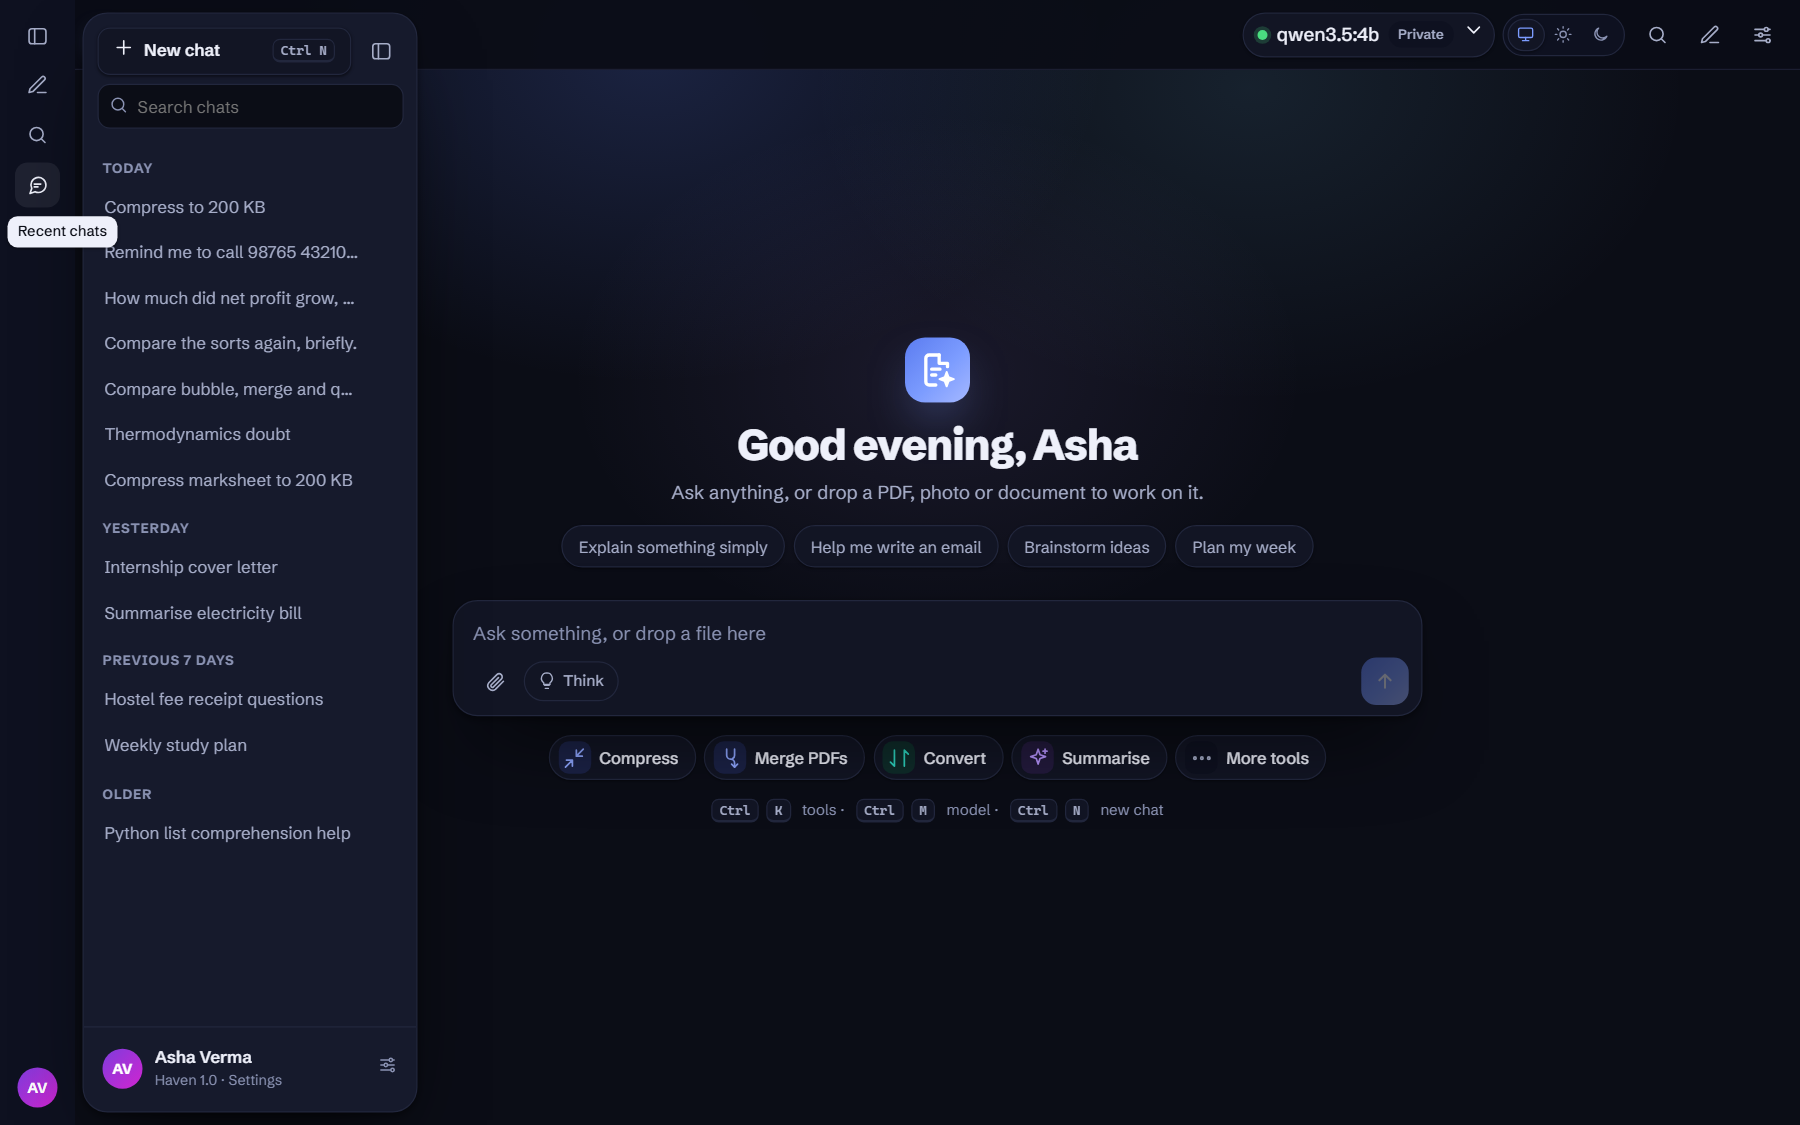 New chat
Ctrl N
Search chats
TODAY
Compress to 200 KB
Recent chats
Remind me to call 98765 43210...
How much did net profit grow, ...
Compare the sorts again, briefly.
Compare bubble, merge and q...
Thermodynamics doubt
Compress marksheet to 200 KB
YESTERDAY
Internship cover letter
Summarise electricity bill
PREVIOUS 7 DAYS
Hostel fee receipt questions
Weekly study plan
OLDER
Python list comprehension help
AV
Asha Verma
Haven 1.0 · Settings
AV
qwen3.5:4b Private
Good evening, Asha
Ask anything, or drop a PDF, photo or document to work on it.
Explain something simply
Help me write an email
Brainstorm ideas
Plan my week
Ask something, or drop a file here
Think
Compress
Merge PDFs
Convert
Summarise
More tools
Ctrl K tools · Ctrl M model · Ctrl N new chat